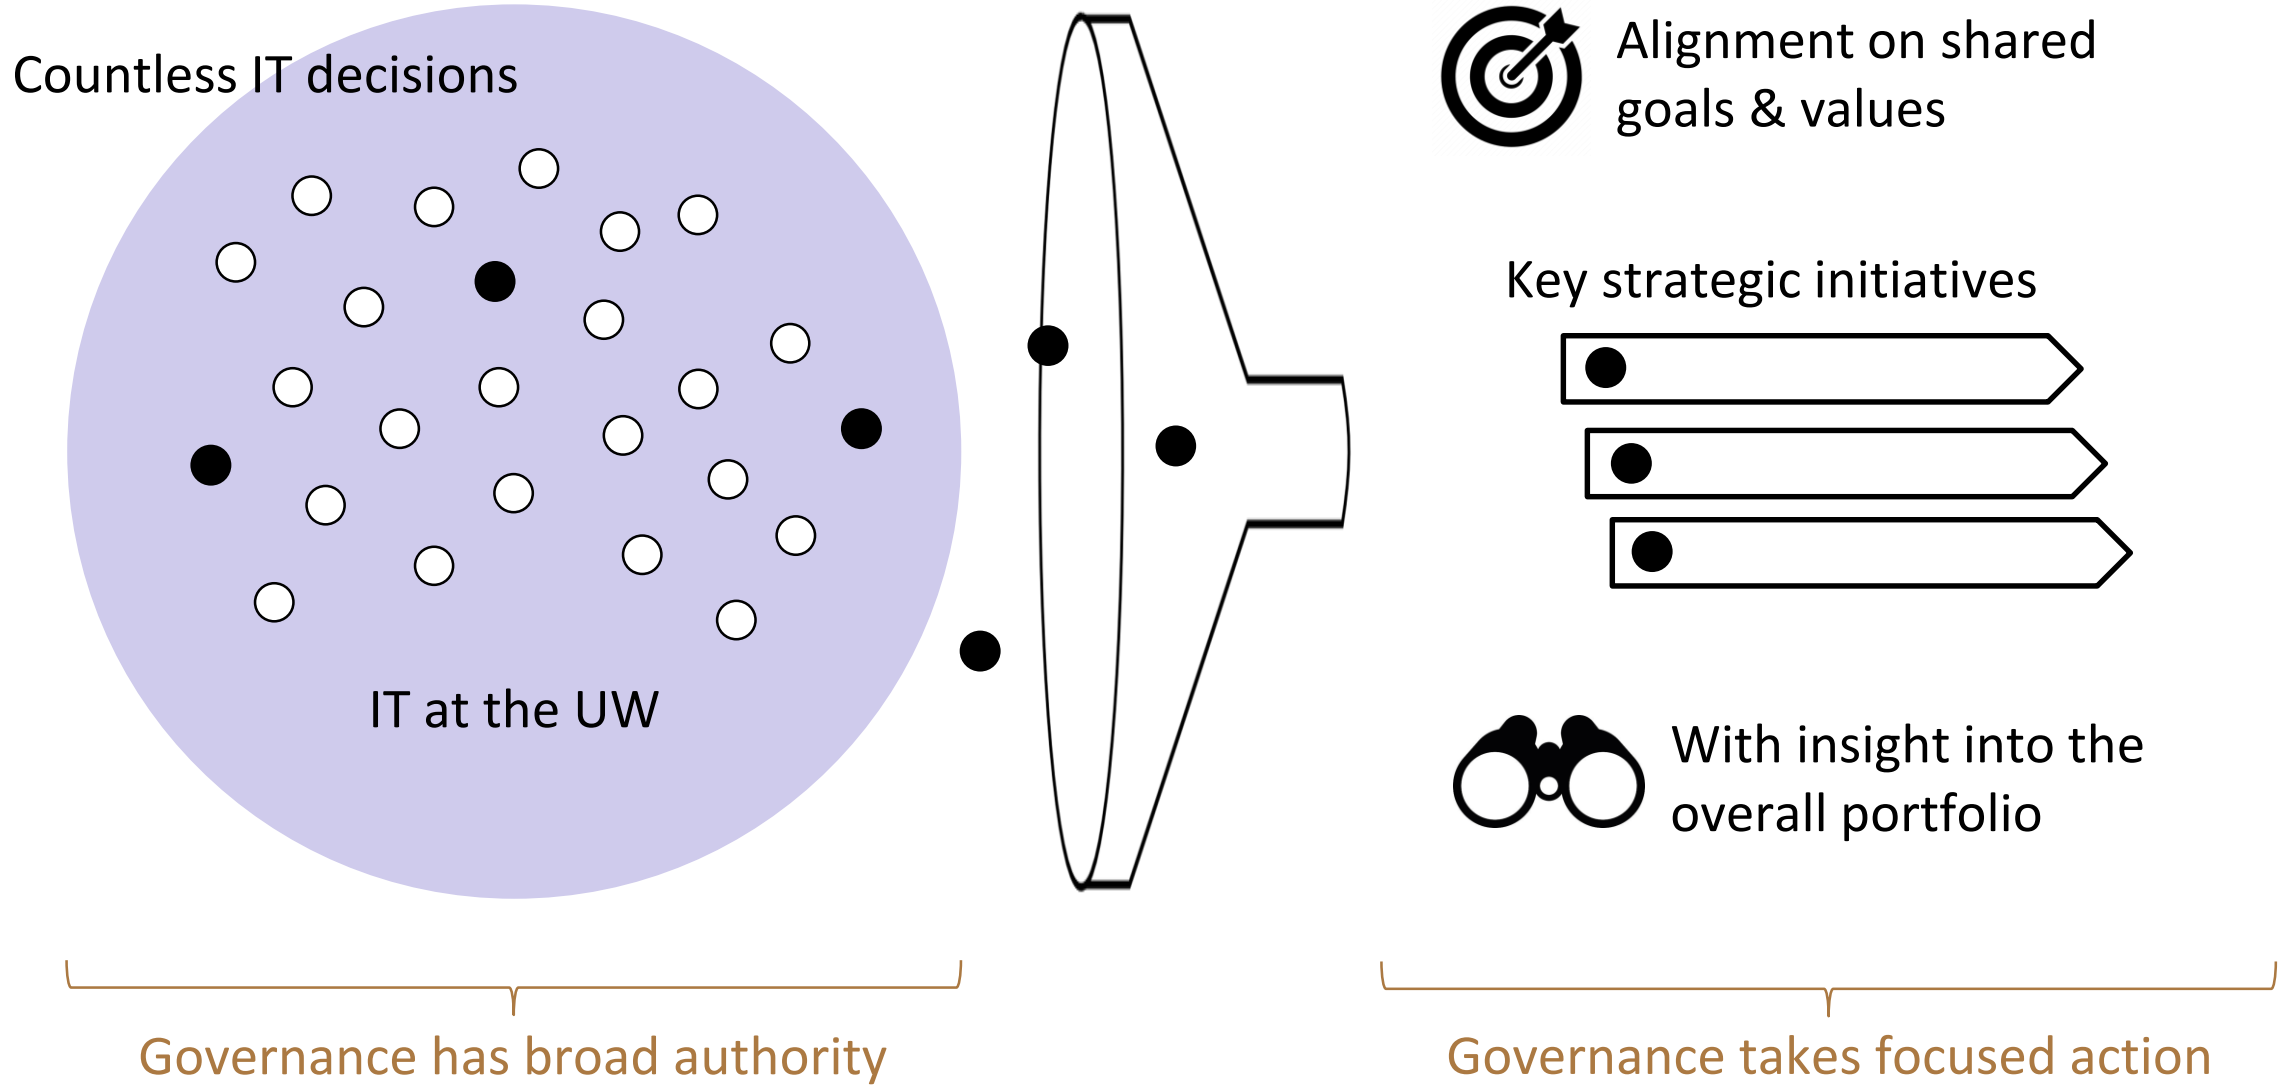 Countless IT decisions
IT at the UW
Alignment on shared
goals & values
Key strategic initiatives
With insight into the
overall portfolio
Governance has broad authority
Governance takes focused action